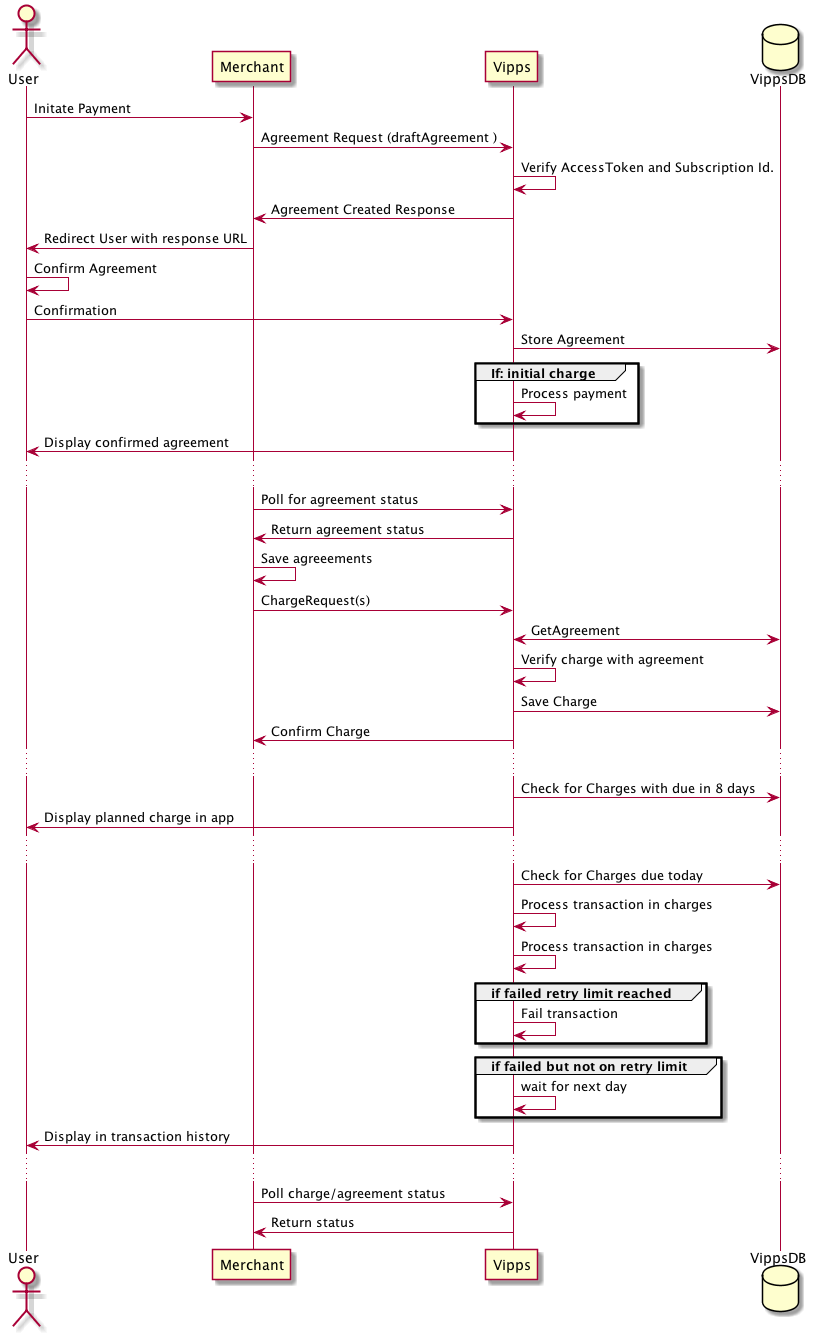 User
Merchant
Vipps
VippsDB
Initate Payment
Agreement Request (draftAgreement )
Verify AccessToken and Subscription Id.
Agreement Created Response
Redirect User with response URL
Confirm Agreement
Confirmation
Store Agreement
If: initial charge
Process payment
Display confirmed agreement
Poll for agreement status
Return agreement status
Save agreeements
ChargeRequest(s)
GetAgreement
Verify charge with agreement
Save Charge
Confirm Charge
Check for Charges with due in 8 days
Display planned charge in app
Check for Charges due today
Process transaction in charges
Process transaction in charges
if failed retry limit reached
Fail transaction
if failed but not on retry limit
wait for next day
Display in transaction history
Poll charge/agreement status
Return status
User
Merchant
Vipps
VippsDB